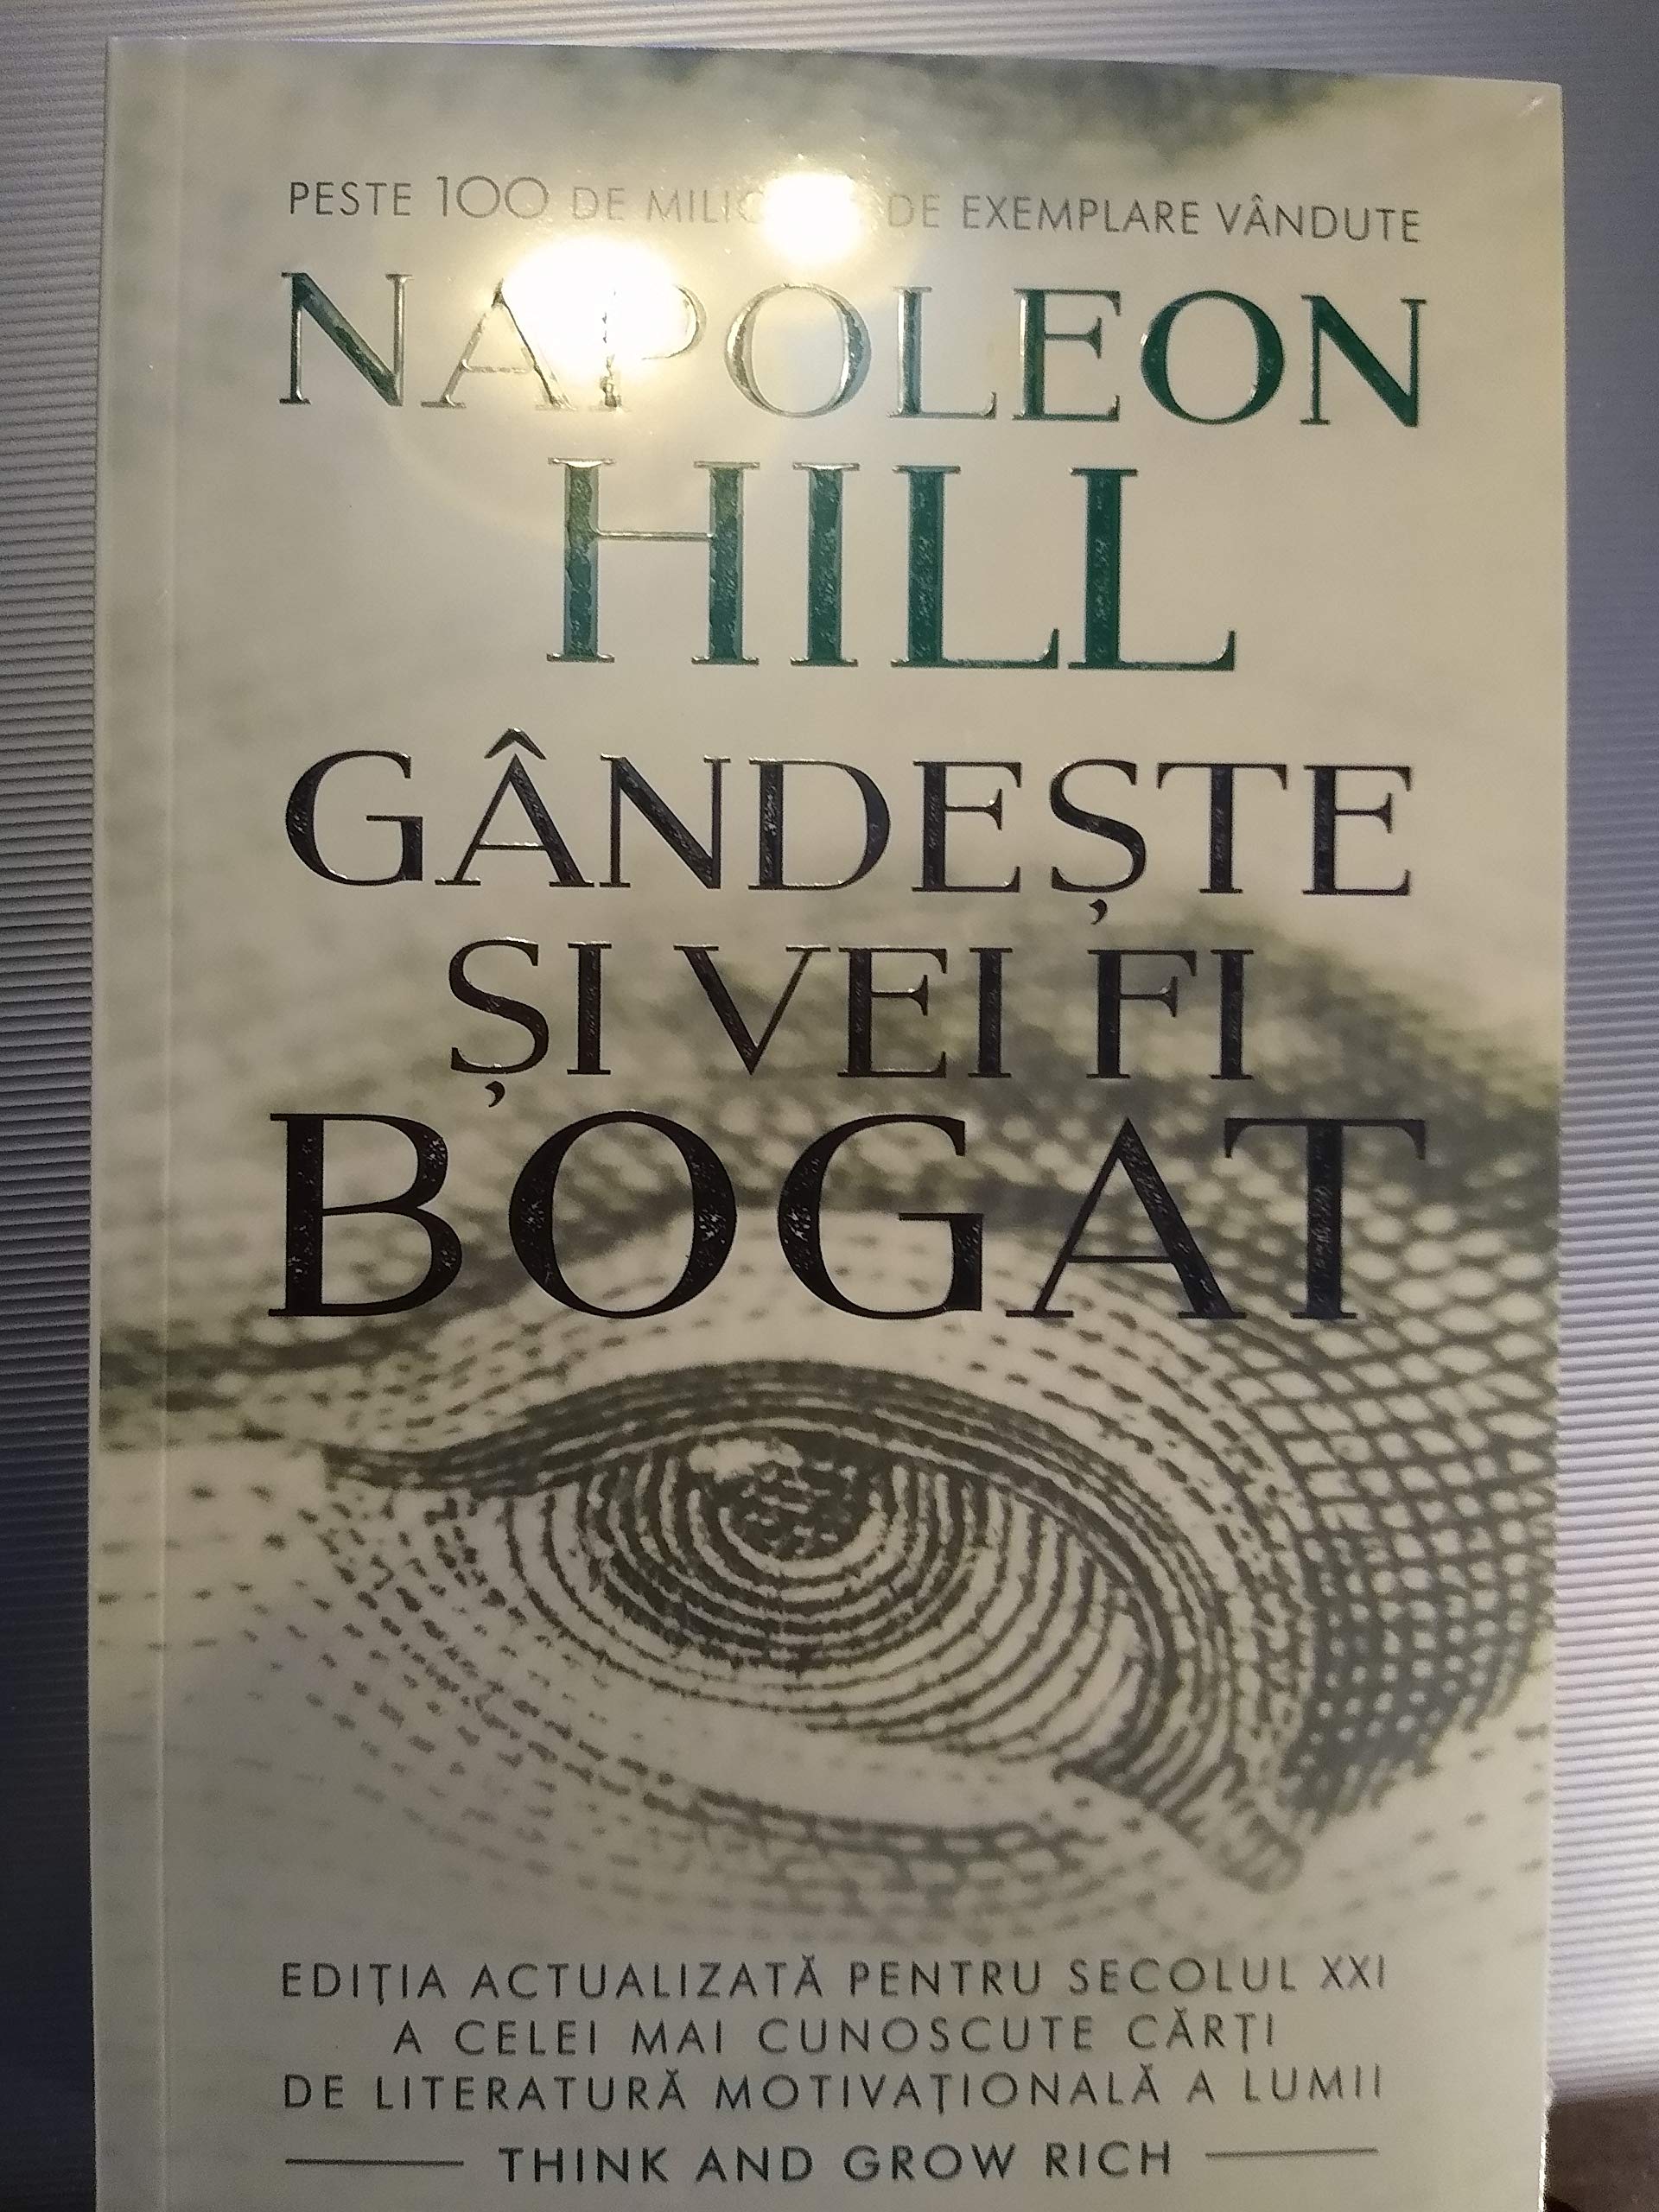 PESTE 100 DE DE EXEMPLARE VÂNDUTE
NAPOLEON
HILL
GÂNDEȘTE
ȘI VEI FI
BOGAT
EDIȚIA ACTUALIZATĂ PENTRU SECOLUL XXI
A CELEI MAI CUNOSCUTE CĂRȚI
DE LITERATURĂ MOTIVAȚIONALĂ A LUMII
THINK AND GROW RICH